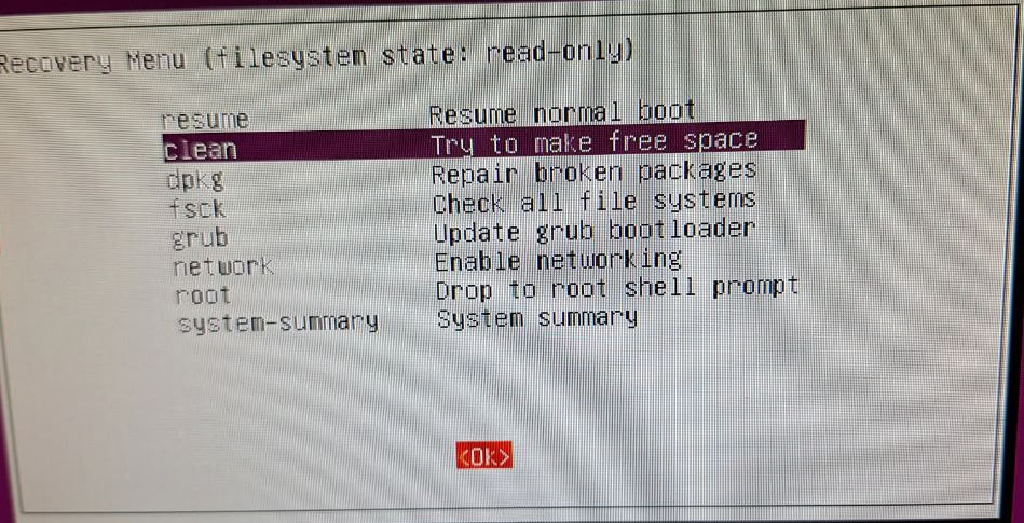 Recovery Menu (filesystem state: read-only)
resume Resume normal boot
clean Try to make free space
dpkg Repair broken packages
fsck Check all file systems
grub Update grub bootloader
network Enable networking
root Drop to root shell prompt
system-summary System summary
<Ok>